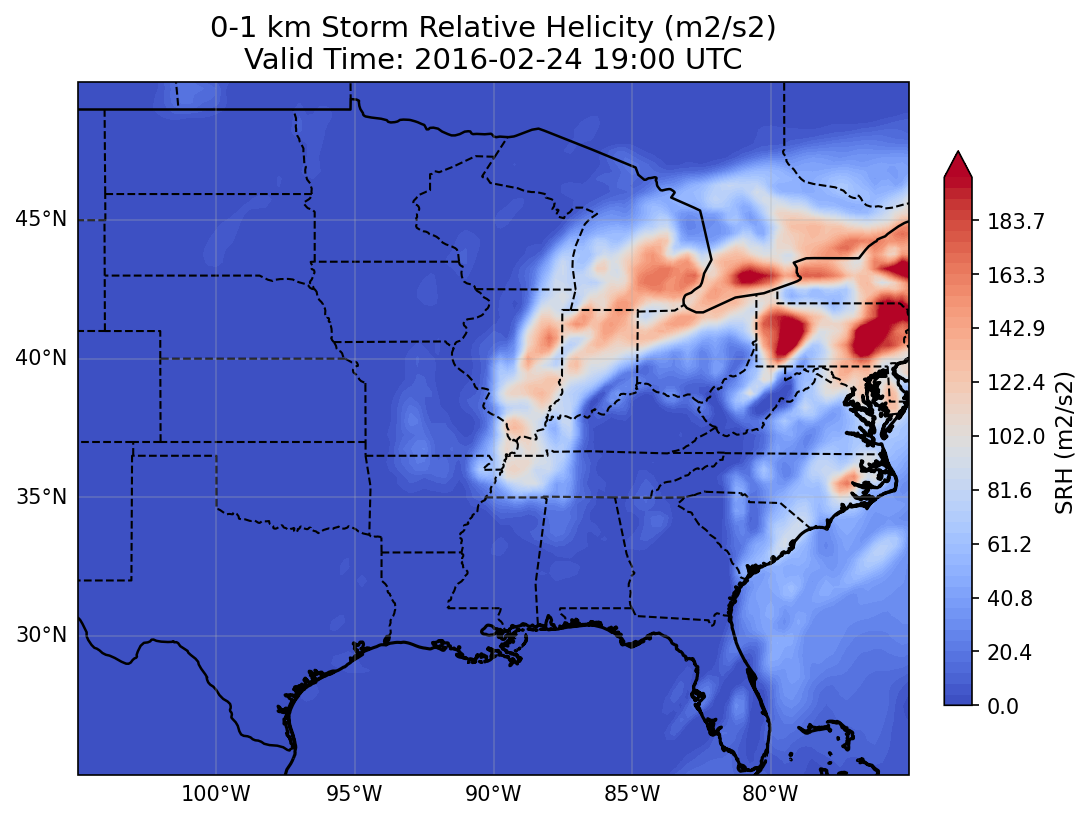 0-1 km Storm Relative Helicity (m2/s2)
Valid Time: 2016-02-24 19:00 UTC
45°N
40°N
35°N
30°N
100°W
95°W
90°W
85°W
80°W
183.7
163.3
142.9
122.4
102.0
81.6
61.2
40.8
20.4
0.0
SRH (m2/s2)